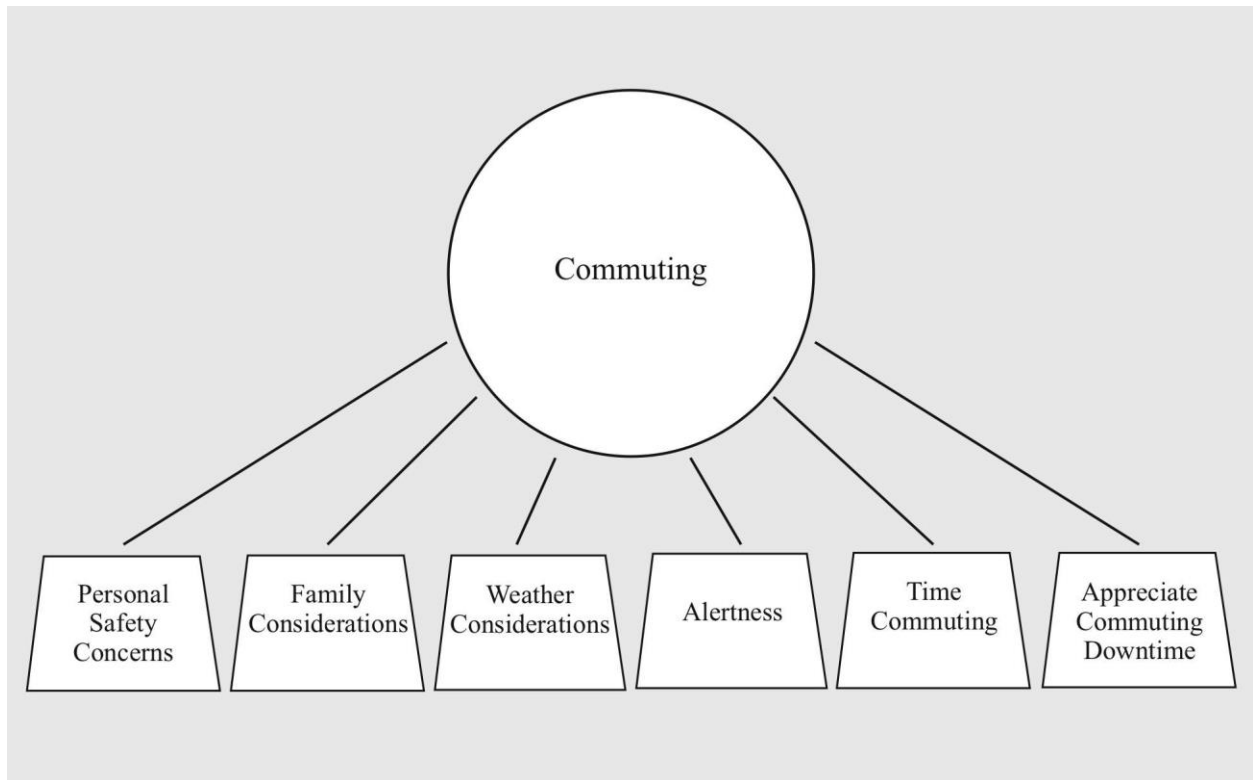 Commuting
Personal
Safety
Concerns
Family
Considerations
Weather
Considerations
Alertness
Time
Commuting
Appreciate
Commuting
Downtime